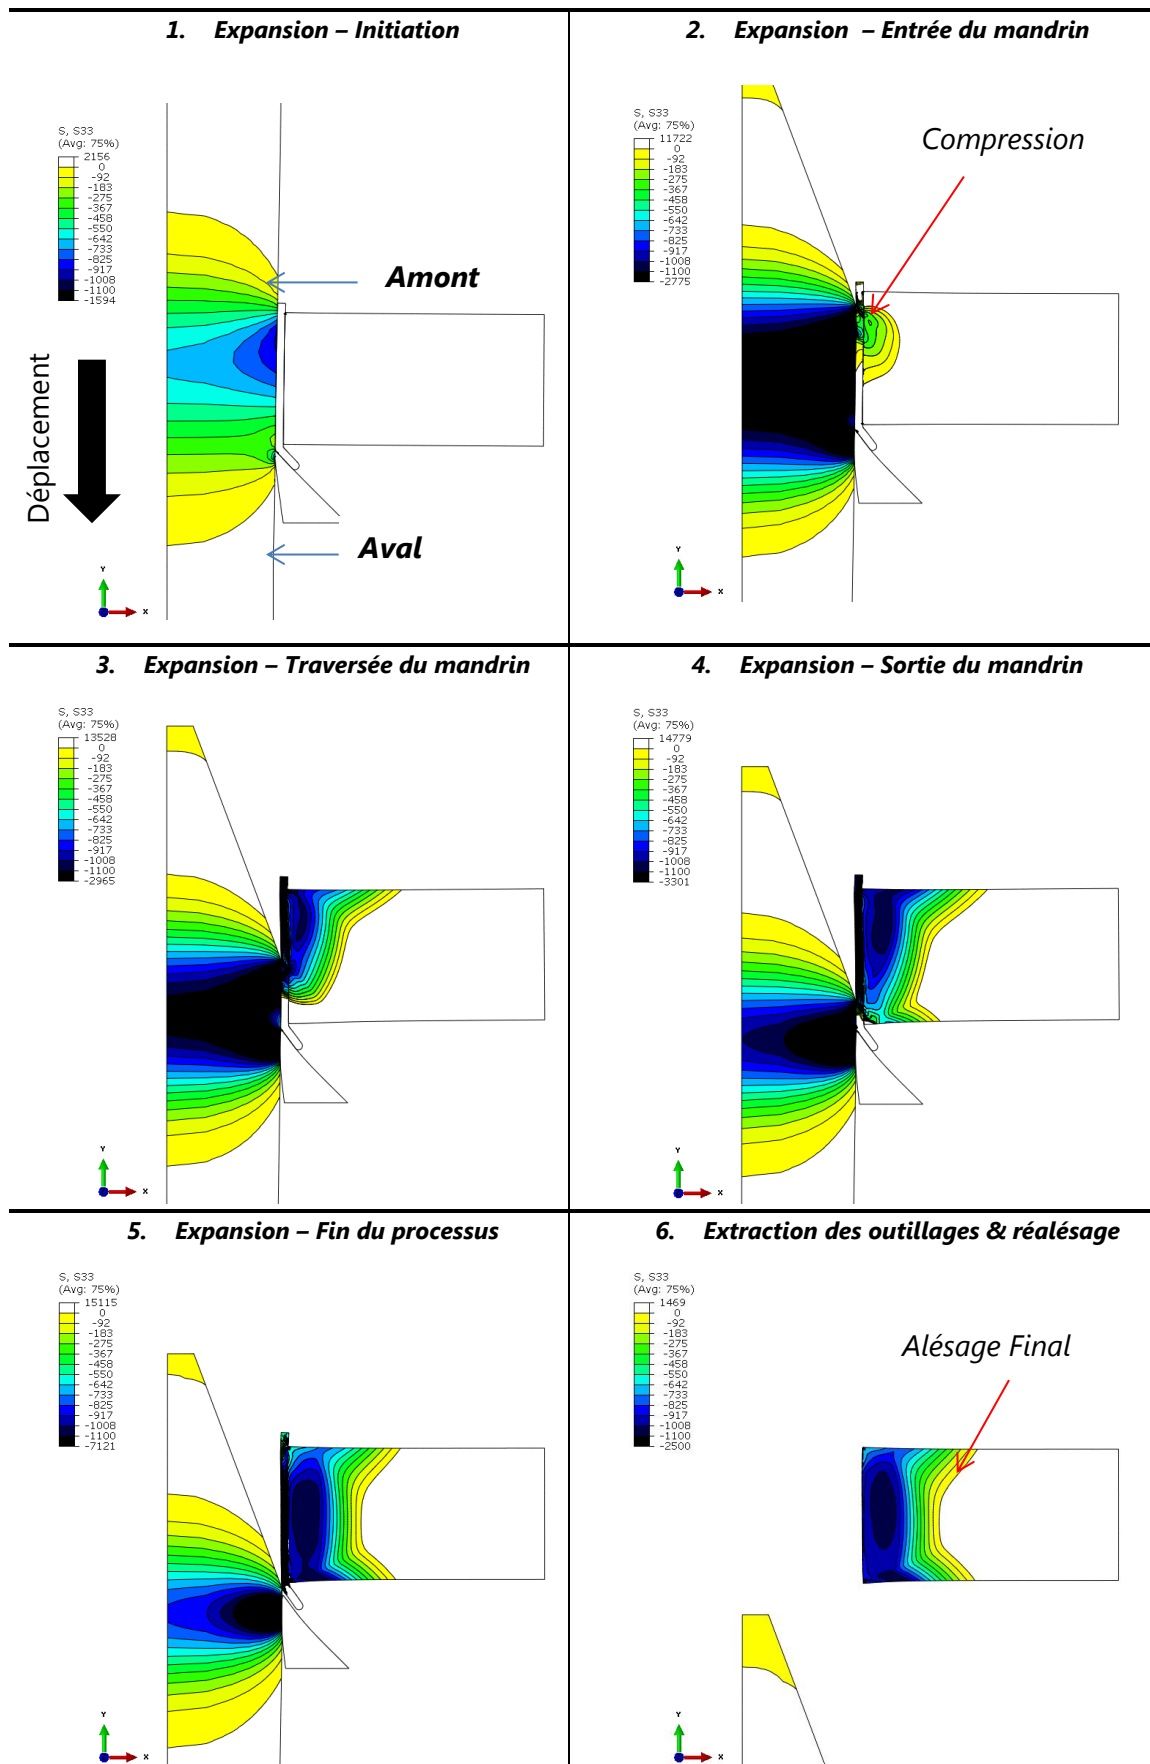 1. Expansion – Initiation
S, S33
(Avg: 75%)
2156
0
-92
-183
-275
-367
-458
-550
-642
-733
-825
-917
-1008
-1100
-1594
Amont
Déplacement
Aval
Y
X
2. Expansion – Entrée du mandrin
S, S33
(Avg: 75%)
11722
0
-92
-183
-275
-367
-458
-550
-642
-733
-825
-917
-1008
-1100
-2775
Compression
Y
X
3. Expansion – Traversée du mandrin
S, S33
(Avg: 75%)
13528
0
-92
-183
-275
-367
-458
-550
-642
-733
-825
-917
-1008
-1100
-2965
Y
X
4. Expansion – Sortie du mandrin
S, S33
(Avg: 75%)
14779
0
-92
-183
-275
-367
-458
-550
-642
-733
-825
-917
-1008
-1100
-3301
Y
X
5. Expansion – Fin du processus
S, S33
(Avg: 75%)
15115
0
-92
-183
-275
-367
-458
-550
-642
-733
-825
-917
-1008
-1100
-7121
Y
X
6. Extraction des outillages & réalésage
S, S33
(Avg: 75%)
1469
0
-92
-183
-275
-367
-458
-550
-642
-733
-825
-917
-1008
-1100
-2500
Alésage Final
Y
X